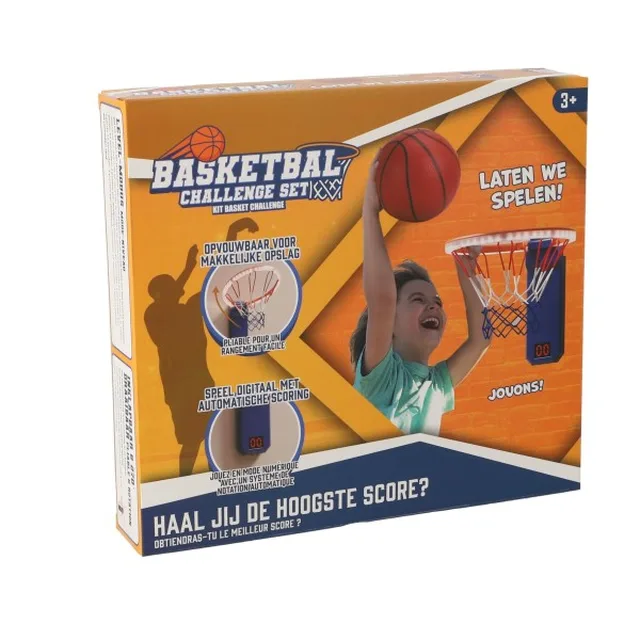 BASKETBAL
CHALLENGE SET
KIT BASKET CHALLENGE
3+
LATEN WE
SPELEN!
OPVOUWBAAR VOOR
MAKKELIJKE OPSLAG
PLIABLE POUR UN
RANGEMENT FACILE
SPEEL DIGITAAL MET
AUTOMATISCHE SCORING
00
00
JOUEZ EN MODE NUMERIQUE
AVEC UN SYSTÈME DE
NOTATION AUTOMATIQUE
JOUONS!
HAAL JIJ DE HOOGSTE SCORE?
OBTIENDRAS-TU LE MEILLEUR SCORE ?